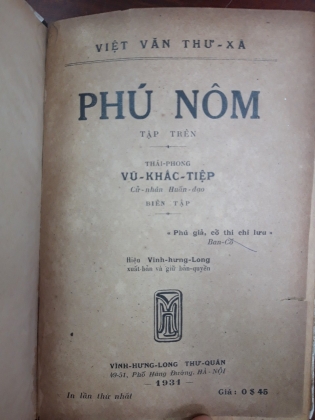 VIỆT VĂN THƯ-XÃ
PHÚ NÔM
TẬP TRÊN
THÁI-PHONG
VŨ-KHẮC-TIỆP
Cử-nhân Huấn-đạo
BIÊN TẬP
« Phú giả, cổ thi chi lưu »
Ban-Cố
Hiệu Vĩnh-hưng-Long
xuất-bản và giữ bản-quyền
VĨNH-HƯNG-LONG THƯ-QUÁN
49-51, Phố Hàng Đường, HÀ-NỘI
— 1931 —
In lần thứ nhất
Giá: 0 $ 45